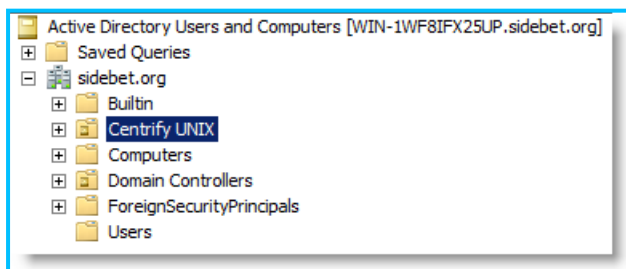 Active Directory Users and Computers [WIN-1WF8IFX25UP.sidebet.org]
Saved Queries
sidebet.org
Builtin
Centrify UNIX
Computers
Domain Controllers
ForeignSecurityPrincipals
Users